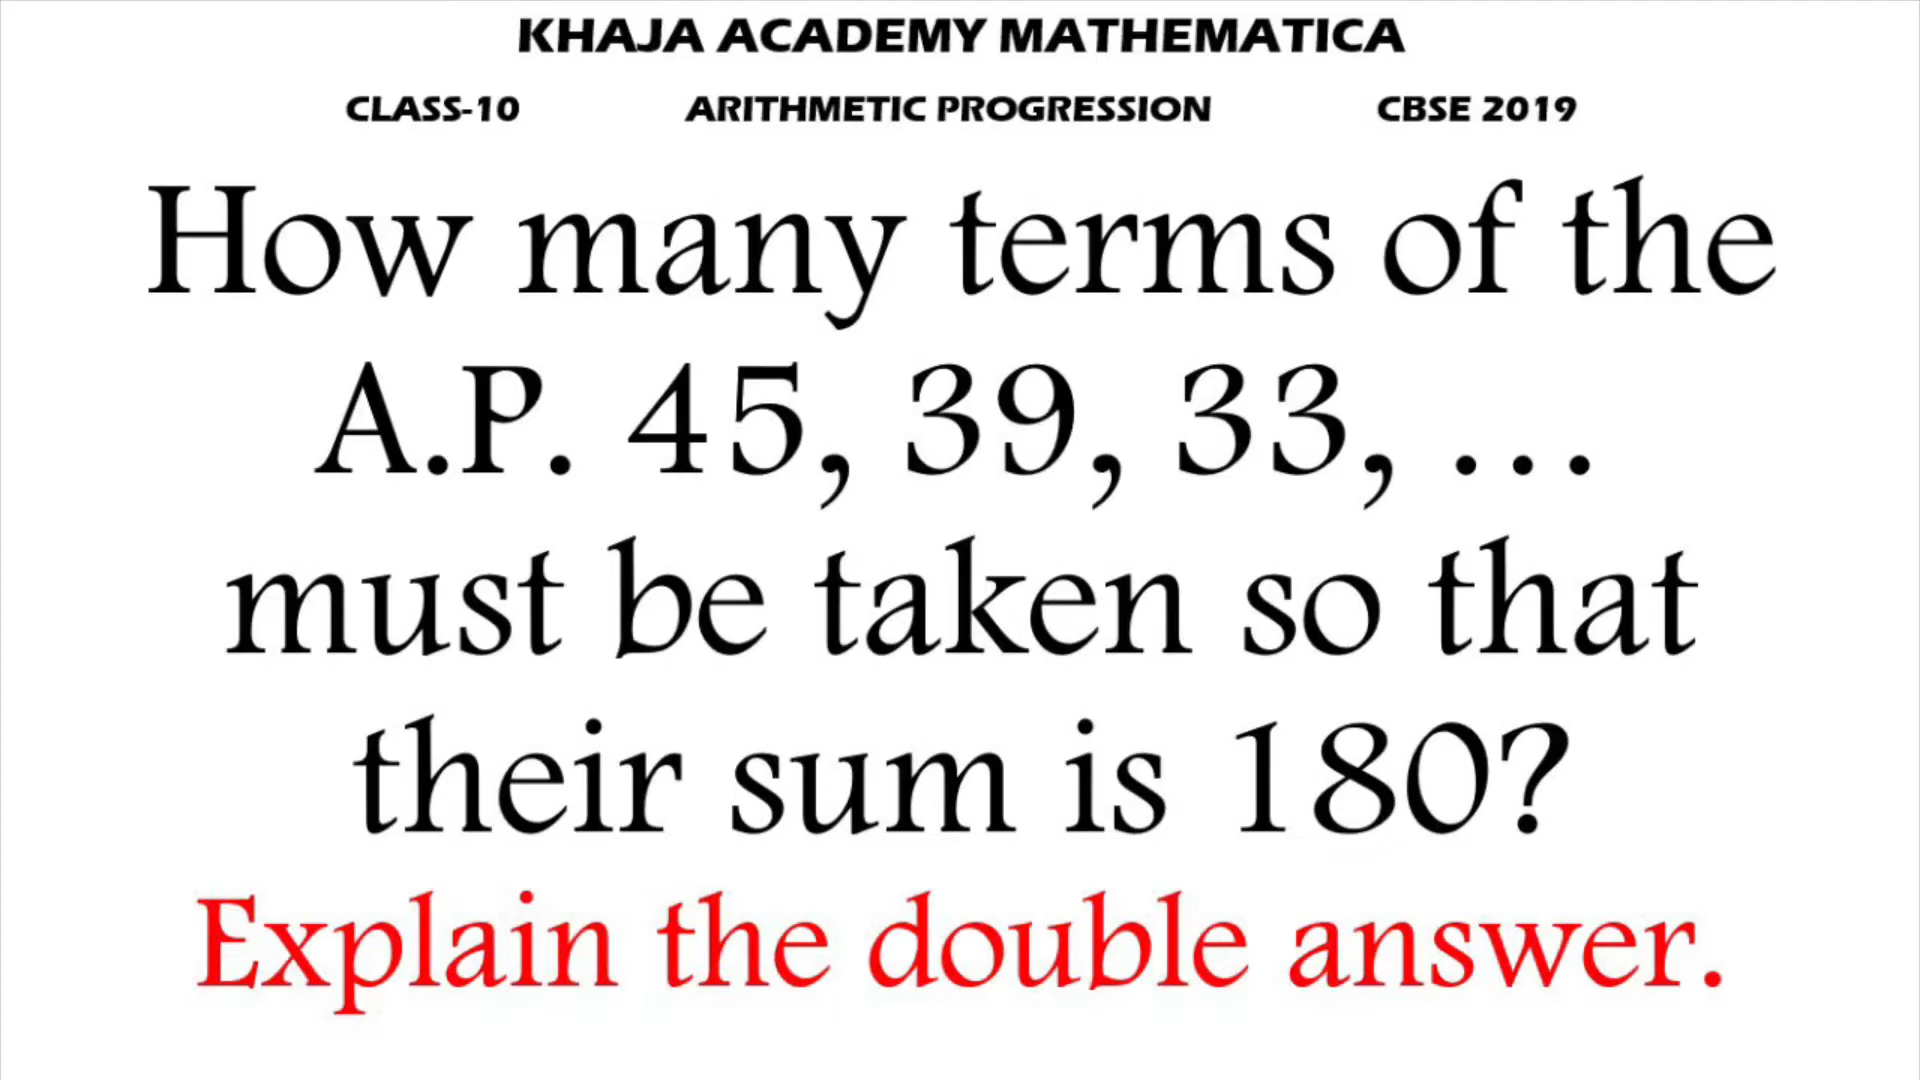 KHAJA ACADEMY MATHEMATICA
CLASS-10 ARITHMETIC PROGRESSION CBSE 2019
How many terms of the
A.P. 45, 39, 33, ...
must be taken so that
their sum is 180?
Explain the double answer.